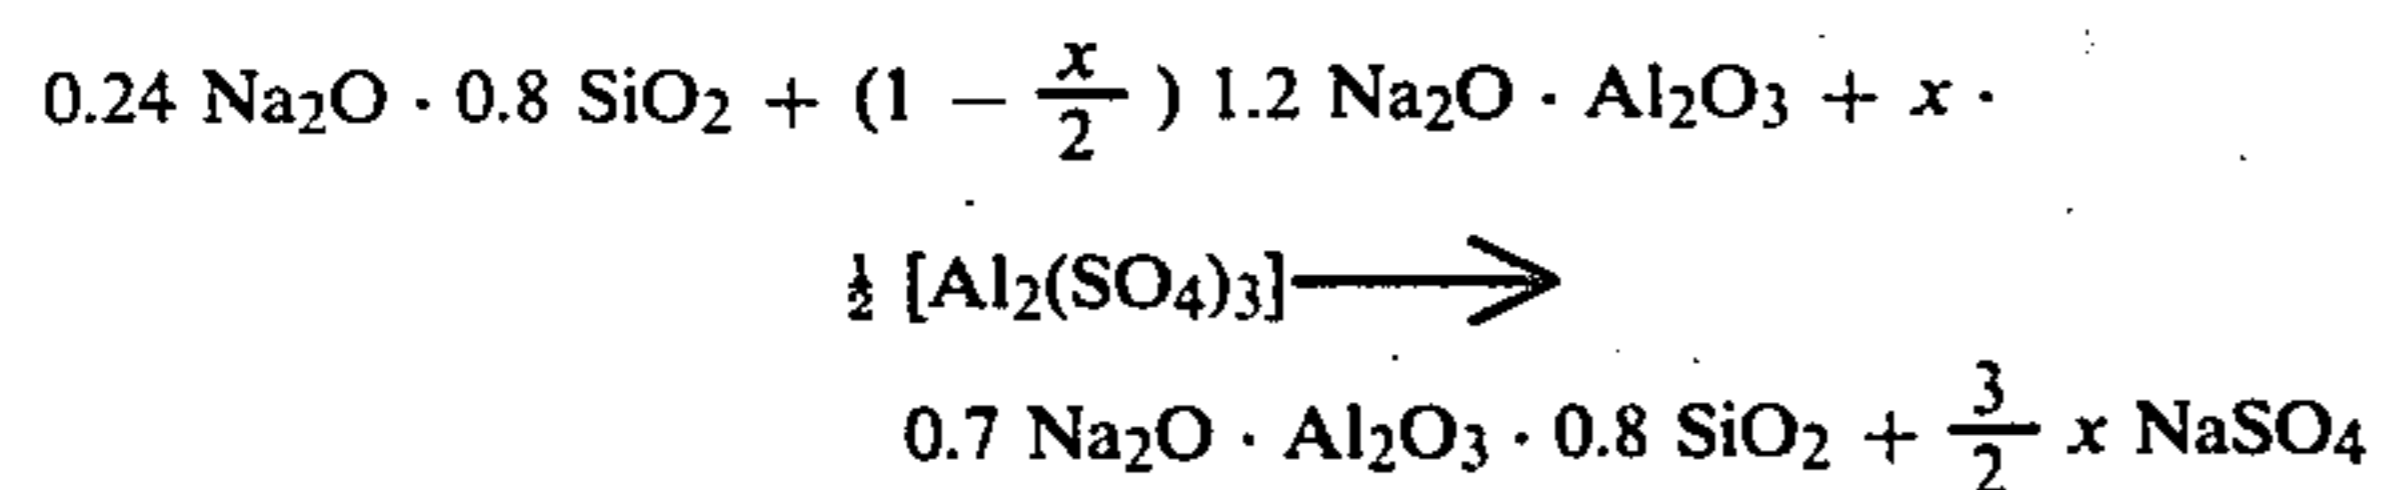 0.24 Na₂O · 0.8 SiO₂ + (1 − x/2) 1.2 Na₂O · Al₂O₃ + x ·
½ [Al₂(SO₄)₃]⟶
0.7 Na₂O · Al₂O₃ · 0.8 SiO₂ + 3/2 x NaSO₄